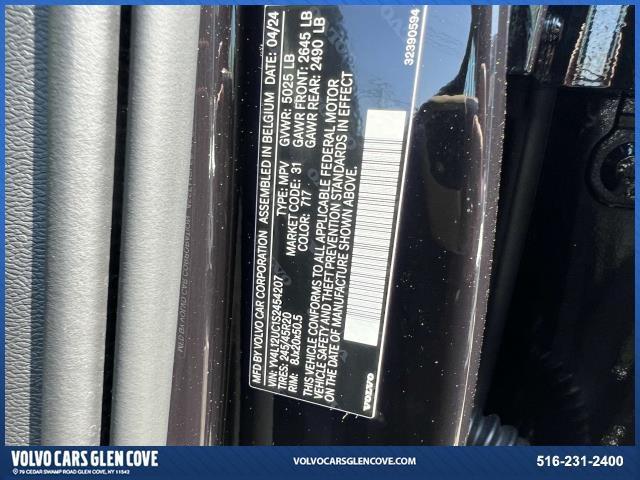 MFD BY VOLVO CAR CORPORATION ASSEMBLED IN BELGIUM DATE: 04/24
VIN: YV4L12UC1S2454207 TYPE: MPV GVWR: 5025 LB
TIRES: 245/45R20 MARKET CODE: 31 GAWR FRONT: 2645 LB
RIM: 8Jx20x50.5 COLOR: 717 GAWR REAR: 2490 LB
THIS VEHICLE CONFORMS TO ALL APPLICABLE FEDERAL MOTOR
VEHICLE SAFETY AND THEFT PREVENTION STANDARDS IN EFFECT
ON THE DATE OF MANUFACTURE SHOWN ABOVE.
VOLVO
32390594
VOLVO CARS GLEN COVE
79 CEDAR SWAMP ROAD GLEN COVE, NY 11542
VOLVOCARSGLENCOVE.COM
516-231-2400